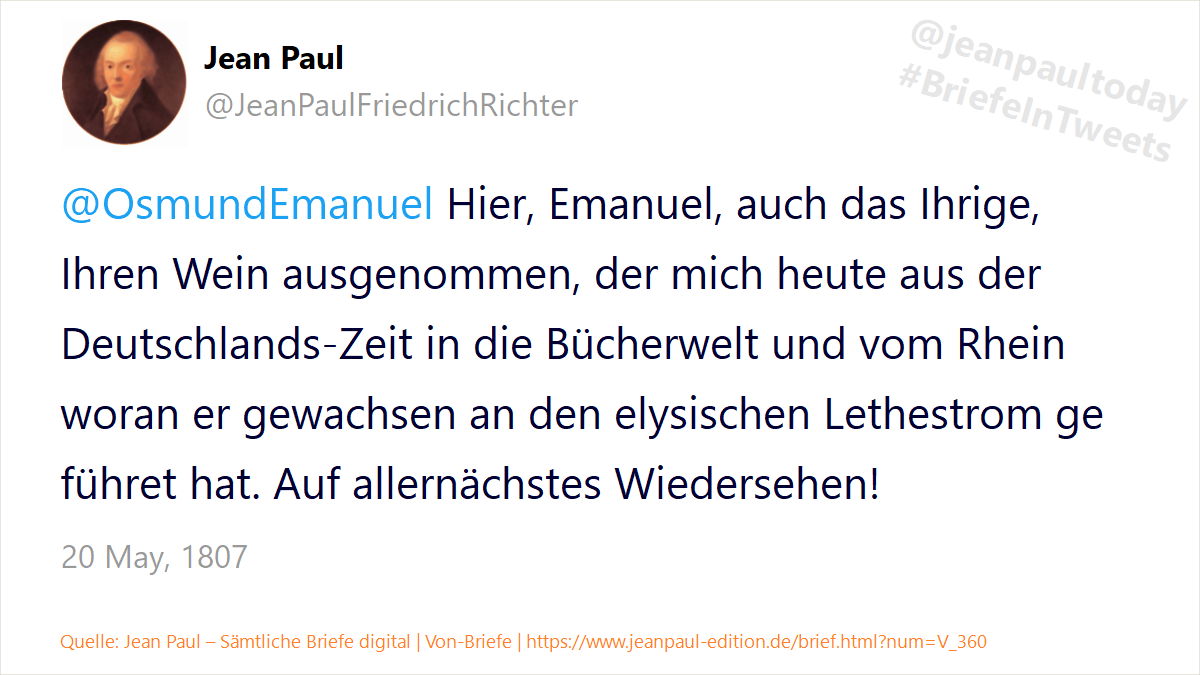 Jean Paul
@JeanPaulFriedrichRichter
@jeanpaultoday
#BriefeInTweets
@OsmundEmanuel Hier, Emanuel, auch das Ihrige,
Ihren Wein ausgenommen, der mich heute aus der
Deutschlands-Zeit in die Bücherwelt und vom Rhein
woran er gewachsen an den elysischen Lethestrom ge
führet hat. Auf allernächstes Wiedersehen!
20 May, 1807
Quelle: Jean Paul – Sämtliche Briefe digital | Von-Briefe | https://www.jeanpaul-edition.de/brief.html?num=V_360